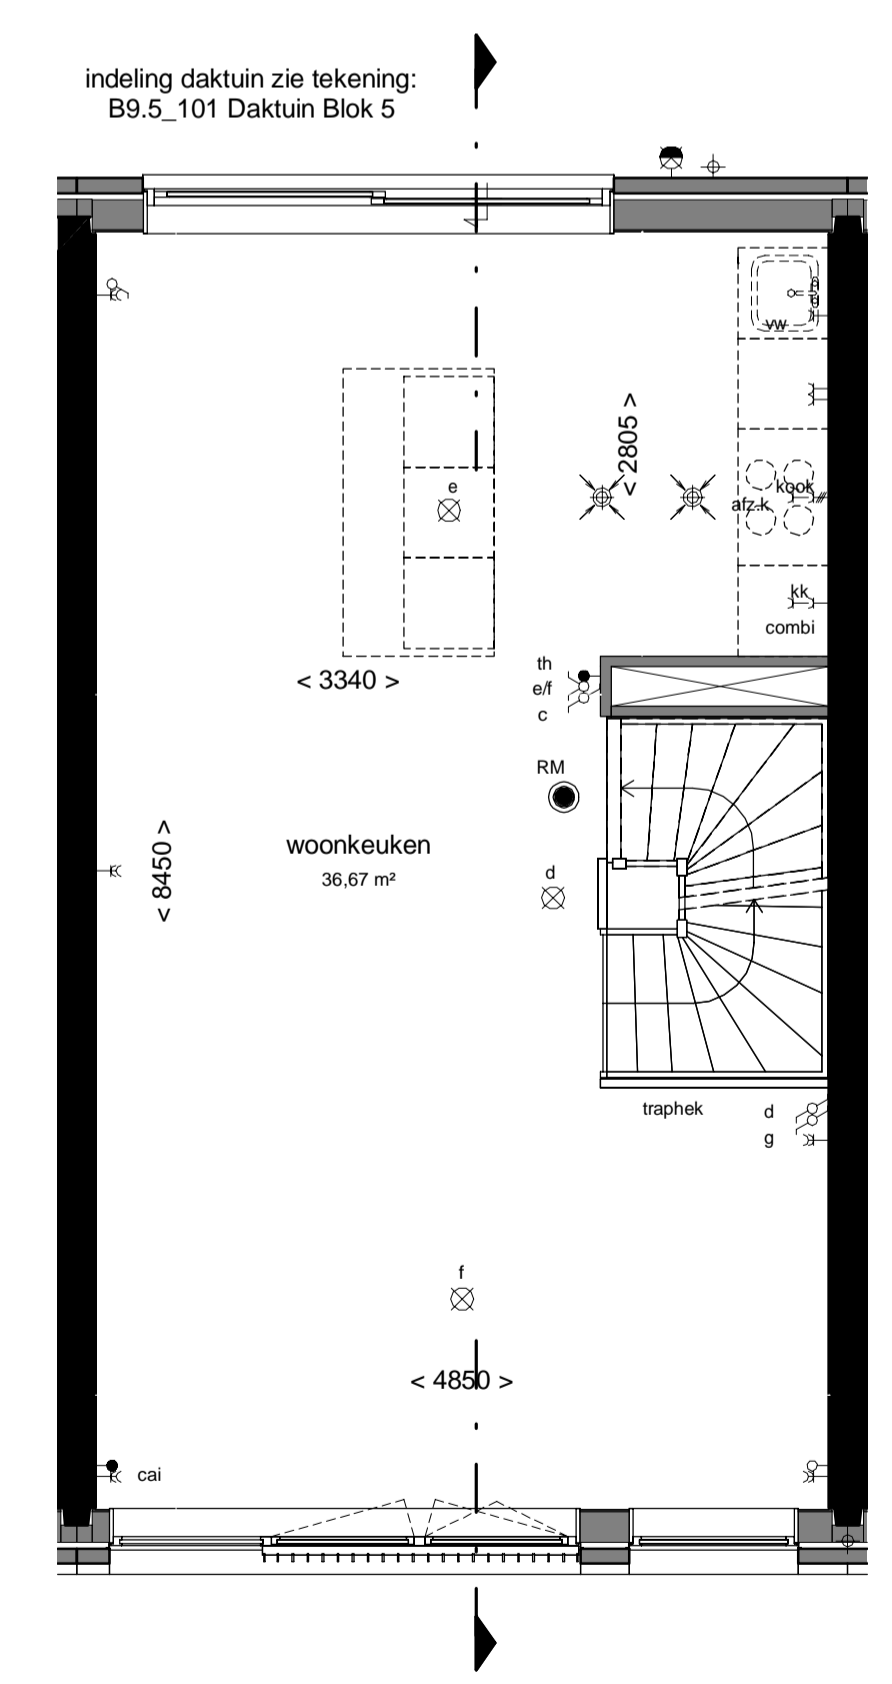 indeling daktuin zie tekening:
B9.5_101 Daktuin Blok 5
vw
< 2805 >
e
kook
afz.k
kk
combi
th
e/f
c
< 3340 >
RM
woonkeuken
36,67 m²
< 8450 >
d
traphek
d
g
f
< 4850 >
cai